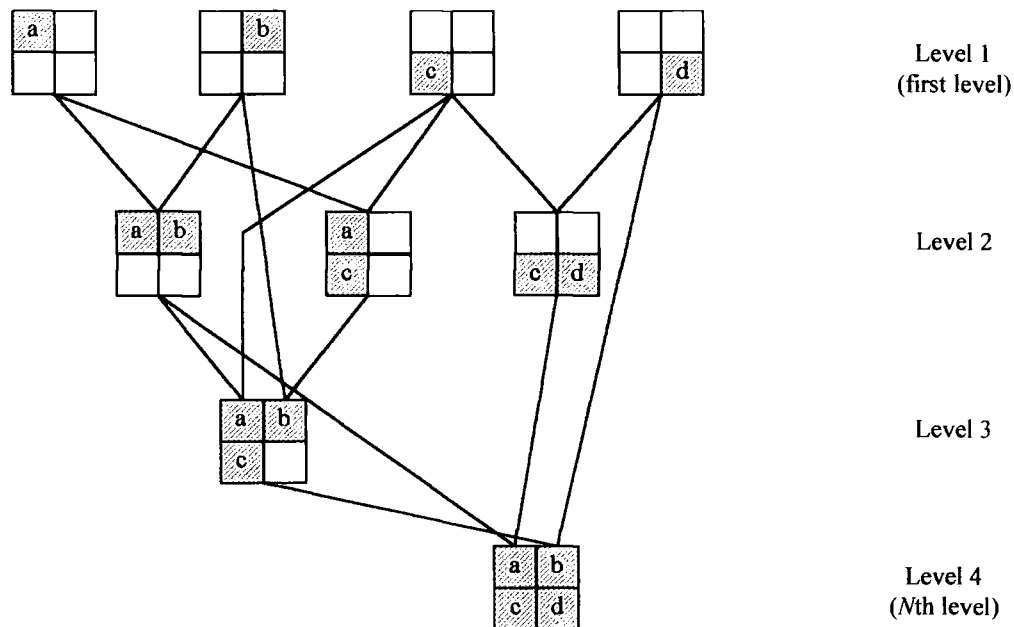 a
b
c
d
Level 1
(first level)
a b
c
a
c d
Level 2
a b
c
Level 3
a b
c d
Level 4
(Nth level)